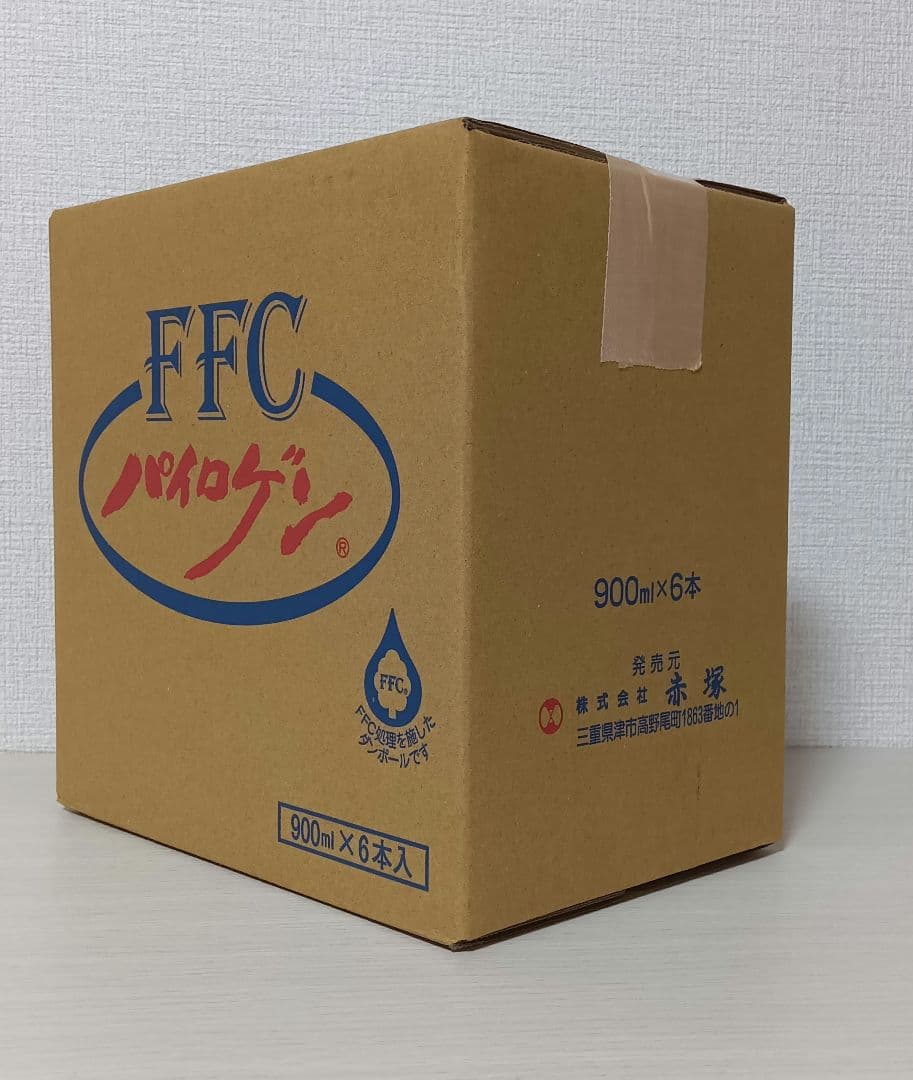 FFC
パイロゲン®
FFC®
FFC処理を施した
ダンボールです
900ml×6本入
900ml×6本
発売元
株式会社 赤塚
三重県津市高野尾町1863番地の1